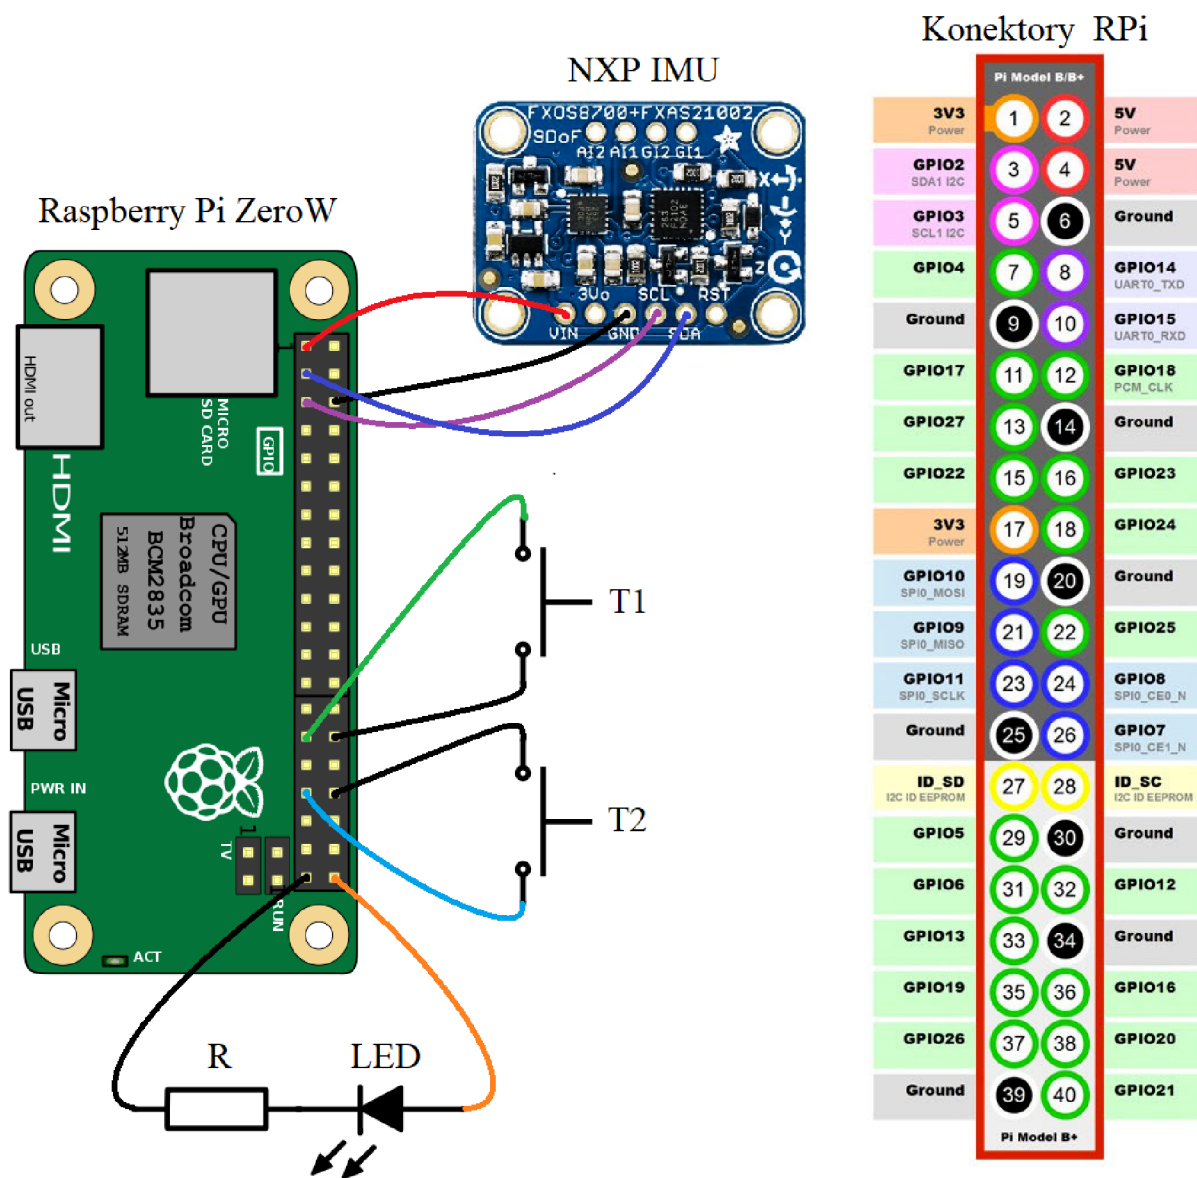 Konektory RPi
NXP IMU
Raspberry Pi ZeroW
FXOS8700+FXAS21002
9DoF
AI2 AI1 GI2 GI1
X
Y
Z
3Vo SCL RST
VIN GND SDA
HDMI out
HDMI
MICRO
SD CARD
GPIO
1
CPU/GPU
Broadcom
BCM2835
512MB SDRAM
USB
Micro
USB
PWR IN
Micro
USB
1
TV
1
RUN
ACT
T1
T2
R LED
Pi Model B/B+
3V3 1 2 5V
Power Power
GPIO2 3 4 5V
SDA1 I2C Power
GPIO3 5 6 Ground
SCL1 I2C
GPIO4 7 8 GPIO14
UART0_TXD
Ground 9 10 GPIO15
UART0_RXD
GPIO17 11 12 GPIO18
PCM_CLK
GPIO27 13 14 Ground
GPIO22 15 16 GPIO23
3V3 17 18 GPIO24
Power
GPIO10 19 20 Ground
SPI0_MOSI
GPIO9 21 22 GPIO25
SPI0_MISO
GPIO11 23 24 GPIO8
SPI0_SCLK SPI0_CE0_N
Ground 25 26 GPIO7
SPI0_CE1_N
ID_SD 27 28 ID_SC
I2C ID EEPROM I2C ID EEPROM
GPIO5 29 30 Ground
GPIO6 31 32 GPIO12
GPIO13 33 34 Ground
GPIO19 35 36 GPIO16
GPIO26 37 38 GPIO20
Ground 39 40 GPIO21
Pi Model B+